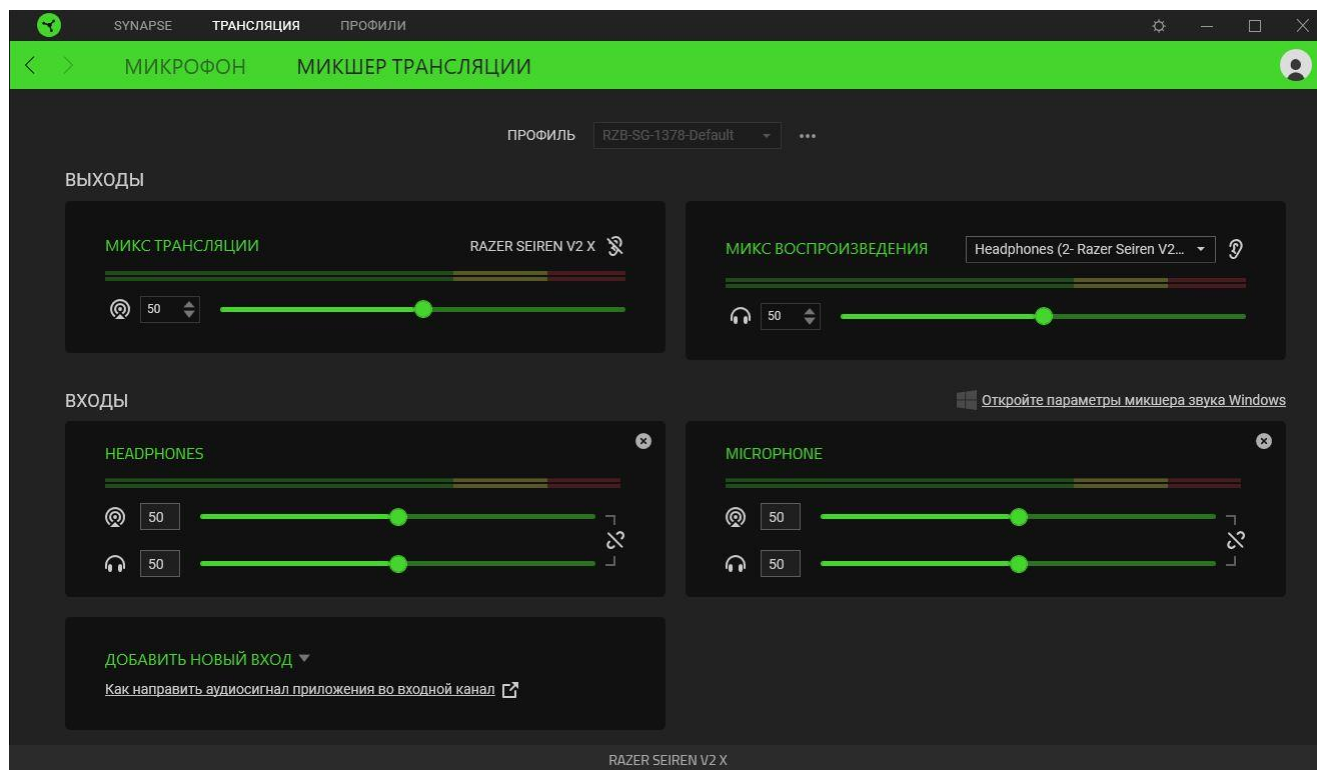 SYNAPSE ТРАНСЛЯЦИЯ ПРОФИЛИ
МИКРОФОН МИКШЕР ТРАНСЛЯЦИИ
ПРОФИЛЬ RZB-SG-1378-Default
ВЫХОДЫ
МИКС ТРАНСЛЯЦИИ RAZER SEIREN V2 X
50
МИКС ВОСПРОИЗВЕДЕНИЯ Headphones (2- Razer Seiren V2...
50
ВХОДЫ
Откройте параметры микшера звука Windows
HEADPHONES
50
50
MICROPHONE
50
50
ДОБАВИТЬ НОВЫЙ ВХОД
Как направить аудиосигнал приложения во входной канал
RAZER SEIREN V2 X